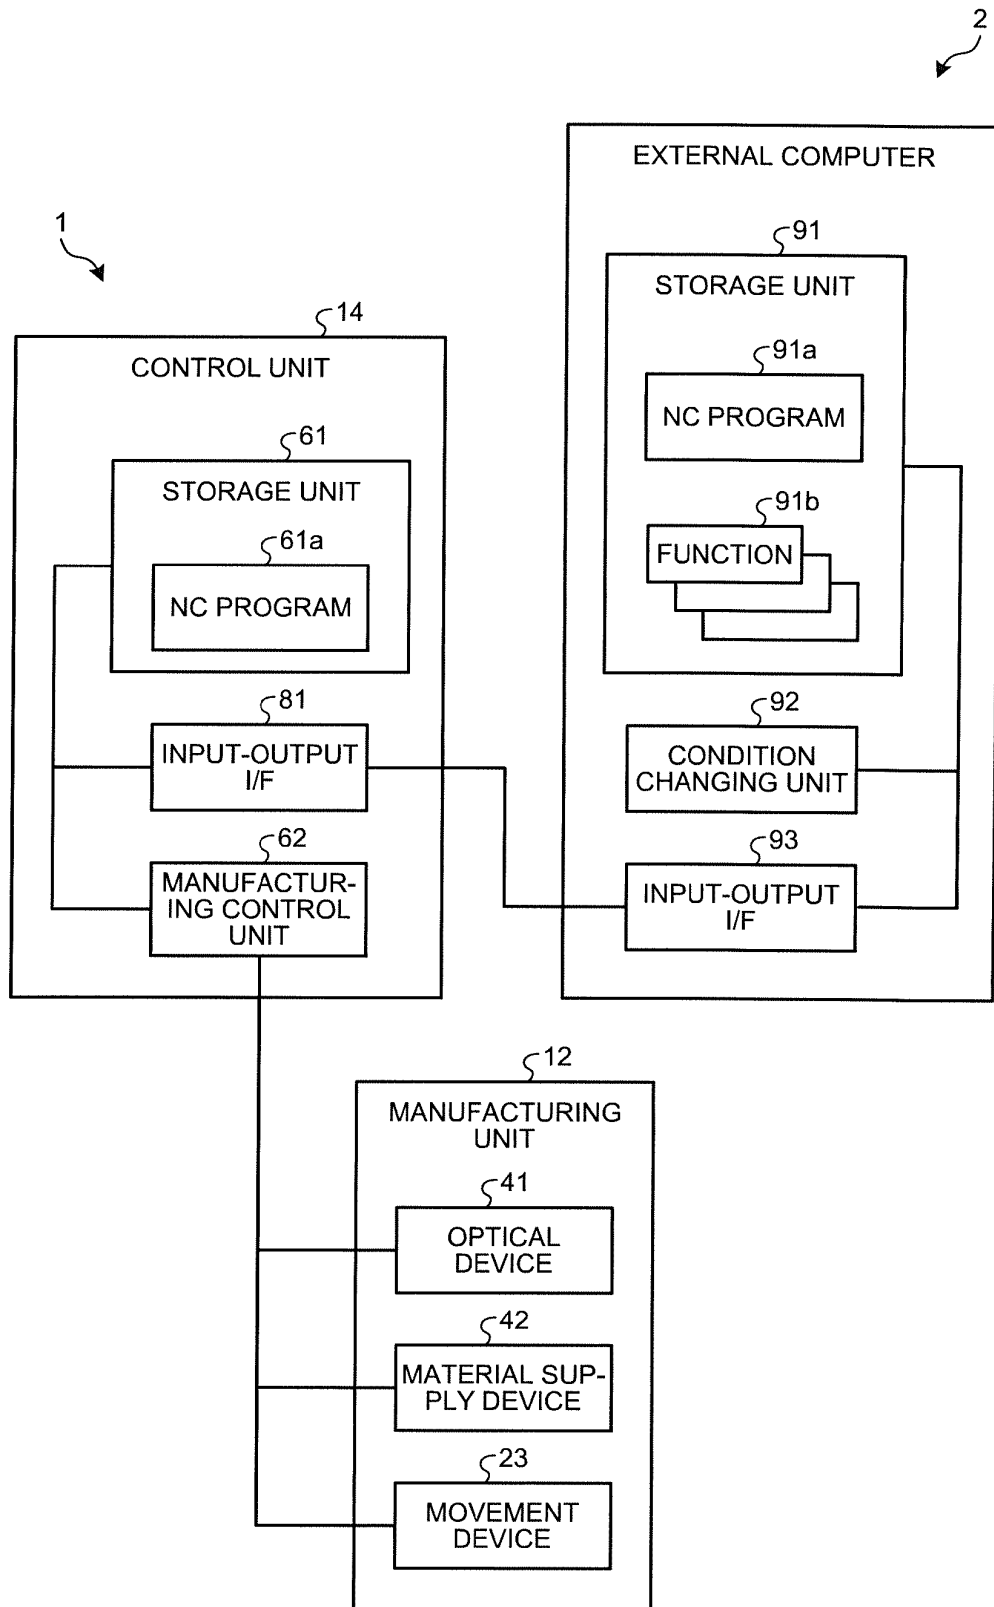 2
EXTERNAL COMPUTER
1
91
STORAGE UNIT
14
CONTROL UNIT
91a
NC PROGRAM
61
STORAGE UNIT
91b
FUNCTION
61a
NC PROGRAM
81
INPUT-OUTPUT
I/F
92
CONDITION
CHANGING UNIT
62
MANUFACTUR-
ING CONTROL
UNIT
93
INPUT-OUTPUT
I/F
12
MANUFACTURING
UNIT
41
OPTICAL
DEVICE
42
MATERIAL SUP-
PLY DEVICE
23
MOVEMENT
DEVICE